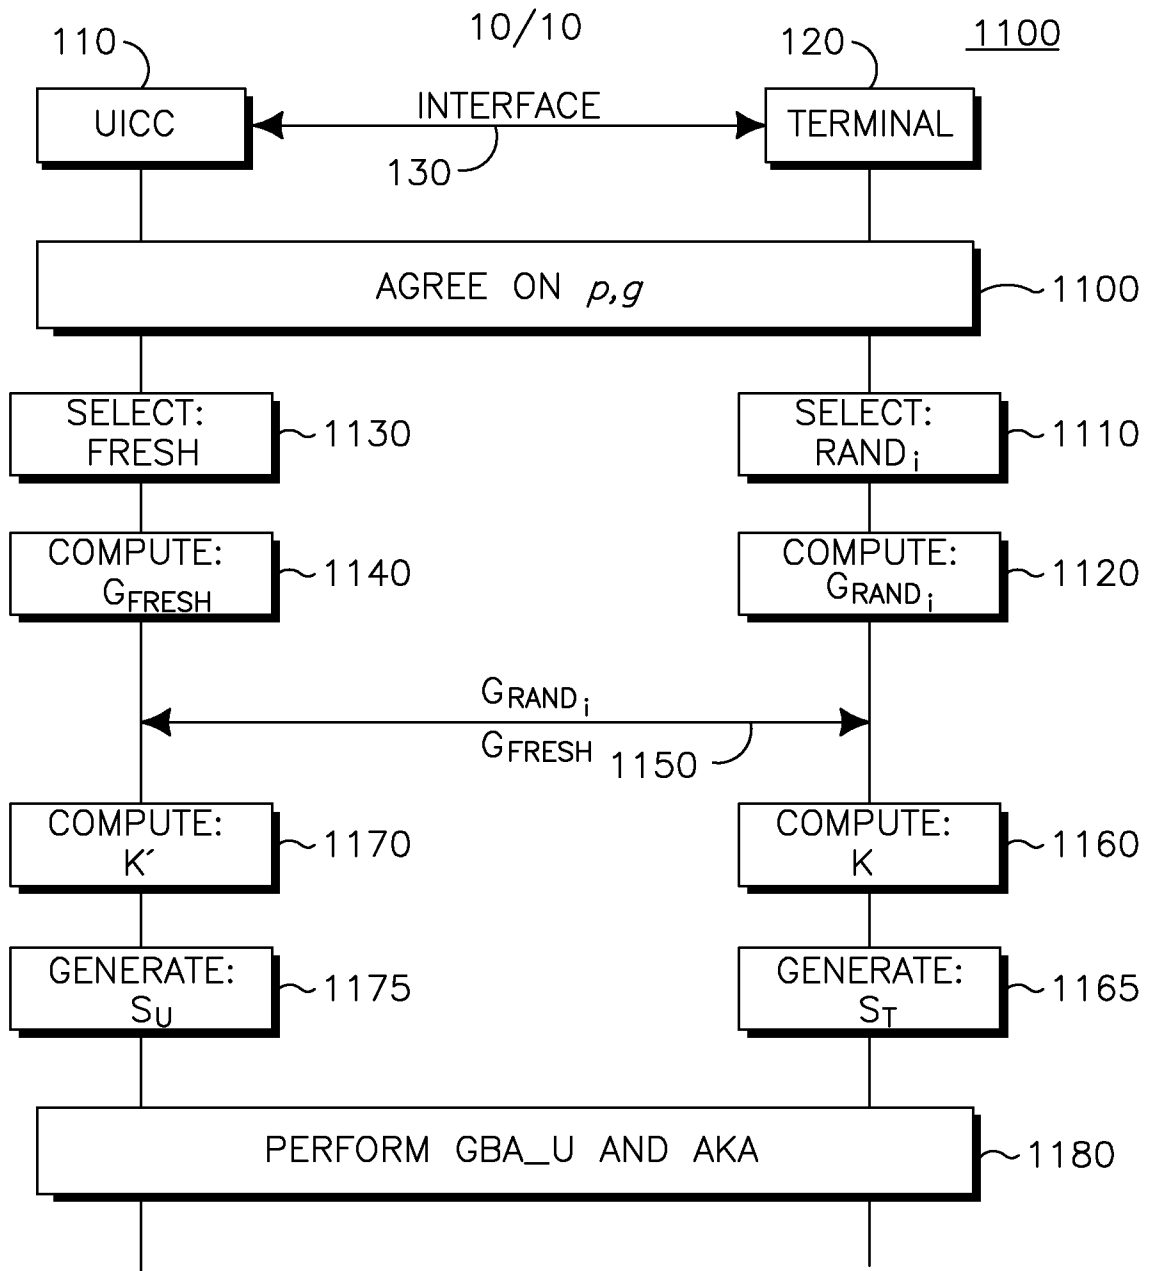 10/10
1100
110
120
UICC
INTERFACE
TERMINAL
130
AGREE ON p,g
1100
SELECT:
FRESH
1130
SELECT:
RANDi
1110
COMPUTE:
GFRESH
1140
COMPUTE:
GRANDi
1120
GRANDi
GFRESH
1150
COMPUTE:
K′
1170
COMPUTE:
K
1160
GENERATE:
SU
1175
GENERATE:
ST
1165
PERFORM GBA_U AND AKA
1180